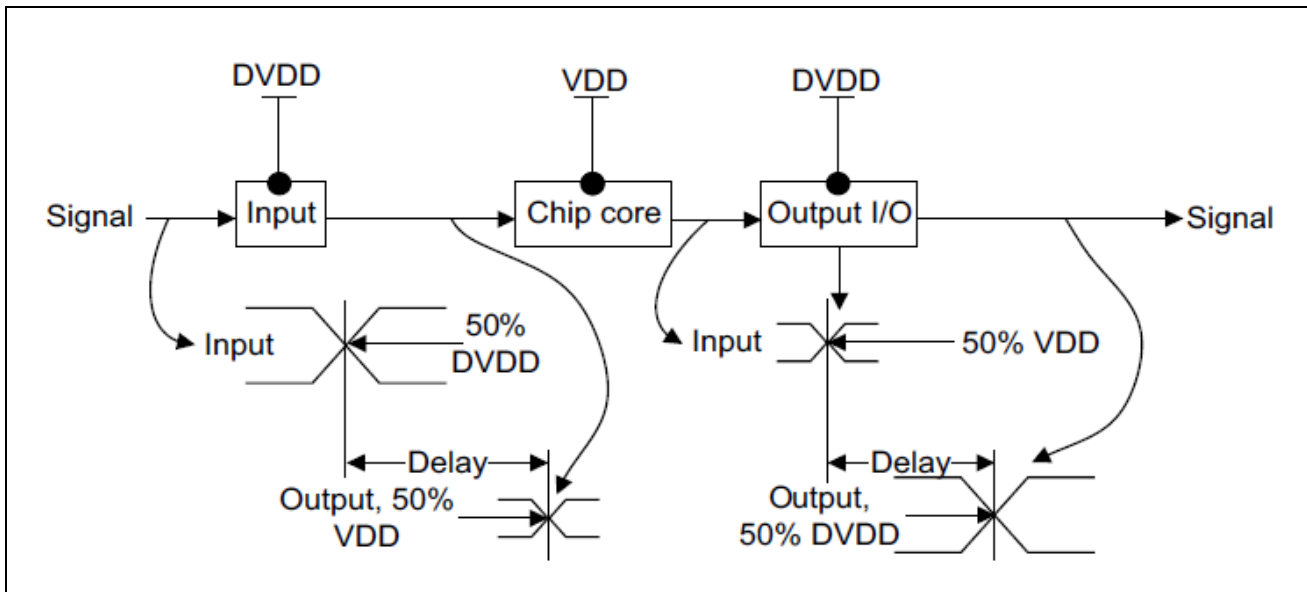 DVDD
VDD
DVDD
Signal
Input
Chip core
Output I/O
Signal
Input
50%
DVDD
Input
50% VDD
Delay
Output, 50%
VDD
Delay
Output,
50% DVDD